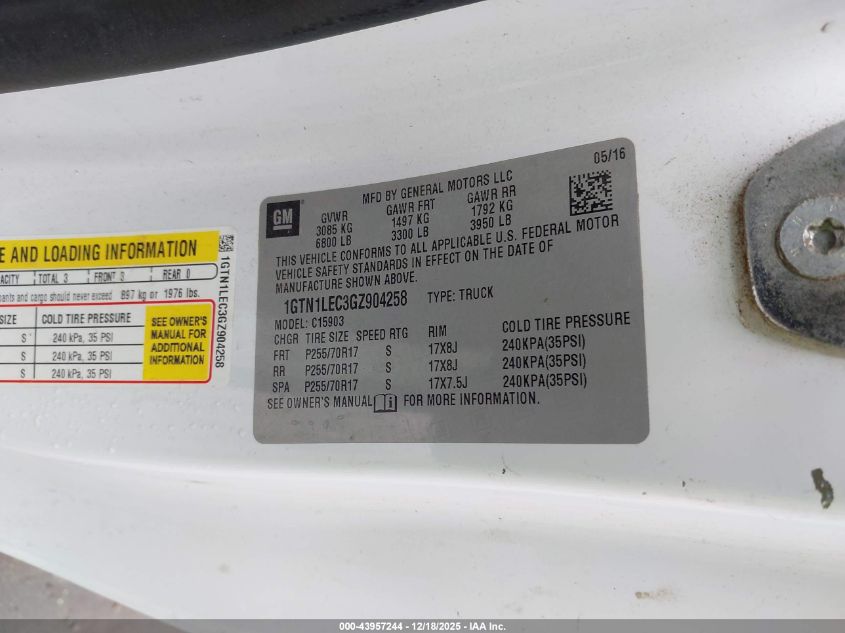 E AND LOADING INFORMATION
ACITY TOTAL 3 FRONT 3 REAR 0
pants and cargo should never exceed 897 kg or 1976 lbs.
SIZE COLD TIRE PRESSURE
S 240 kPa, 35 PSI
S 240 kPa, 35 PSI
S 240 kPa, 35 PSI
SEE OWNER'S
MANUAL FOR
ADDITIONAL
INFORMATION
1GTN1LEC3GZ904258
05/16
MFD BY GENERAL MOTORS LLC
GM
GVWR GAWR FRT GAWR RR
3085 KG 1497 KG 1792 KG
6800 LB 3300 LB 3950 LB
THIS VEHICLE CONFORMS TO ALL APPLICABLE U.S. FEDERAL MOTOR
VEHICLE SAFETY STANDARDS IN EFFECT ON THE DATE OF
MANUFACTURE SHOWN ABOVE.
1GTN1LEC3GZ904258 TYPE: TRUCK
MODEL: C15903
CHGR TIRE SIZE SPEED RTG RIM COLD TIRE PRESSURE
FRT P255/70R17 S 17X8J 240KPA(35PSI)
RR P255/70R17 S 17X8J 240KPA(35PSI)
SPA P255/70R17 S 17X7.5J 240KPA(35PSI)
SEE OWNER'S MANUAL FOR MORE INFORMATION.
000-43957244 | 12/18/2025 - IAA Inc.